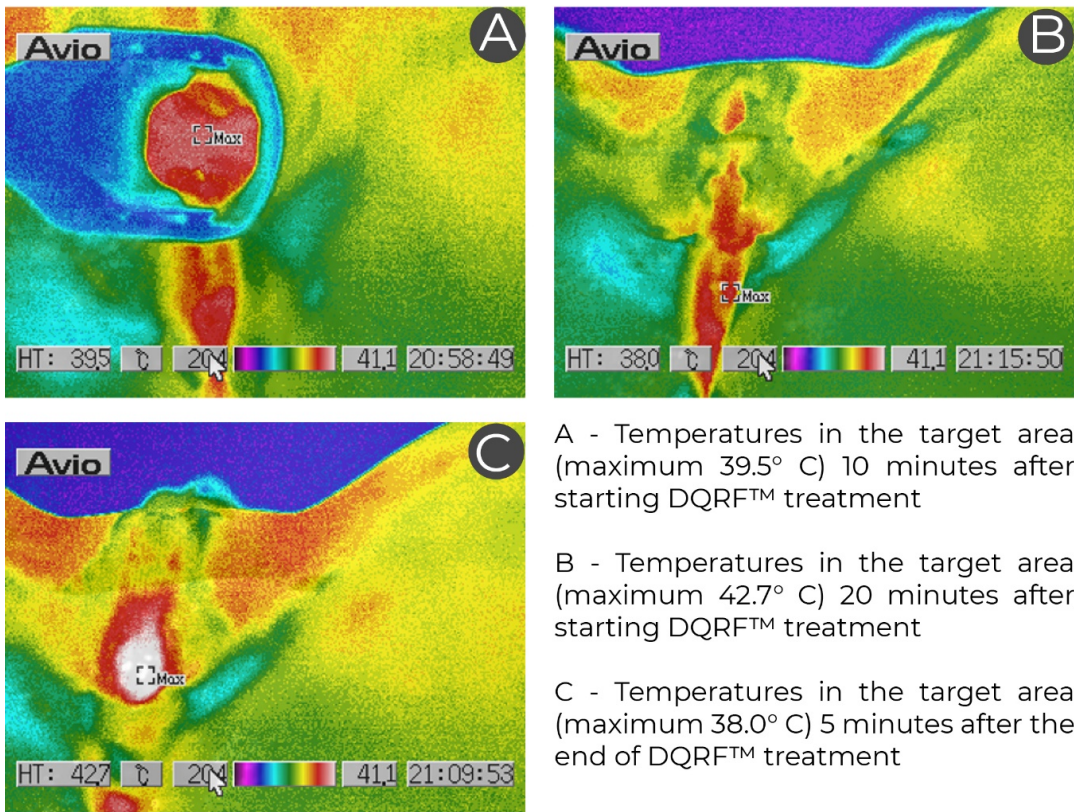 A
Avio
Max
HT: 39.5 ℃ 20.4 41.1 20:58:49
B
Avio
Max
HT: 38.0 ℃ 20.4 41.1 21:15:50
C
Avio
Max
HT: 42.7 ℃ 20.4 41.1 21:09:53
A - Temperatures in the target area
(maximum 39.5° C) 10 minutes after
starting DQRF™ treatment
B - Temperatures in the target area
(maximum 42.7° C) 20 minutes after
starting DQRF™ treatment
C - Temperatures in the target area
(maximum 38.0° C) 5 minutes after the
end of DQRF™ treatment